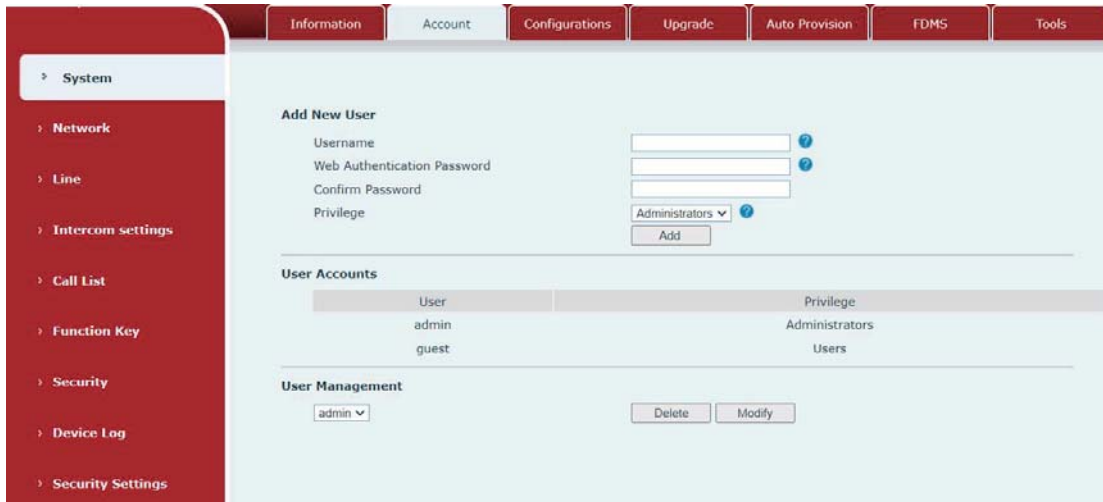 Information Account Configurations Upgrade Auto Provision FDMS Tools
› System
› Network
› Line
› Intercom settings
› Call List
› Function Key
› Security
› Device Log
› Security Settings
Add New User
Username ?
Web Authentication Password ?
Confirm Password
Privilege Administrators ?
Add
User Accounts
User Privilege
admin Administrators
guest Users
User Management
admin Delete Modify